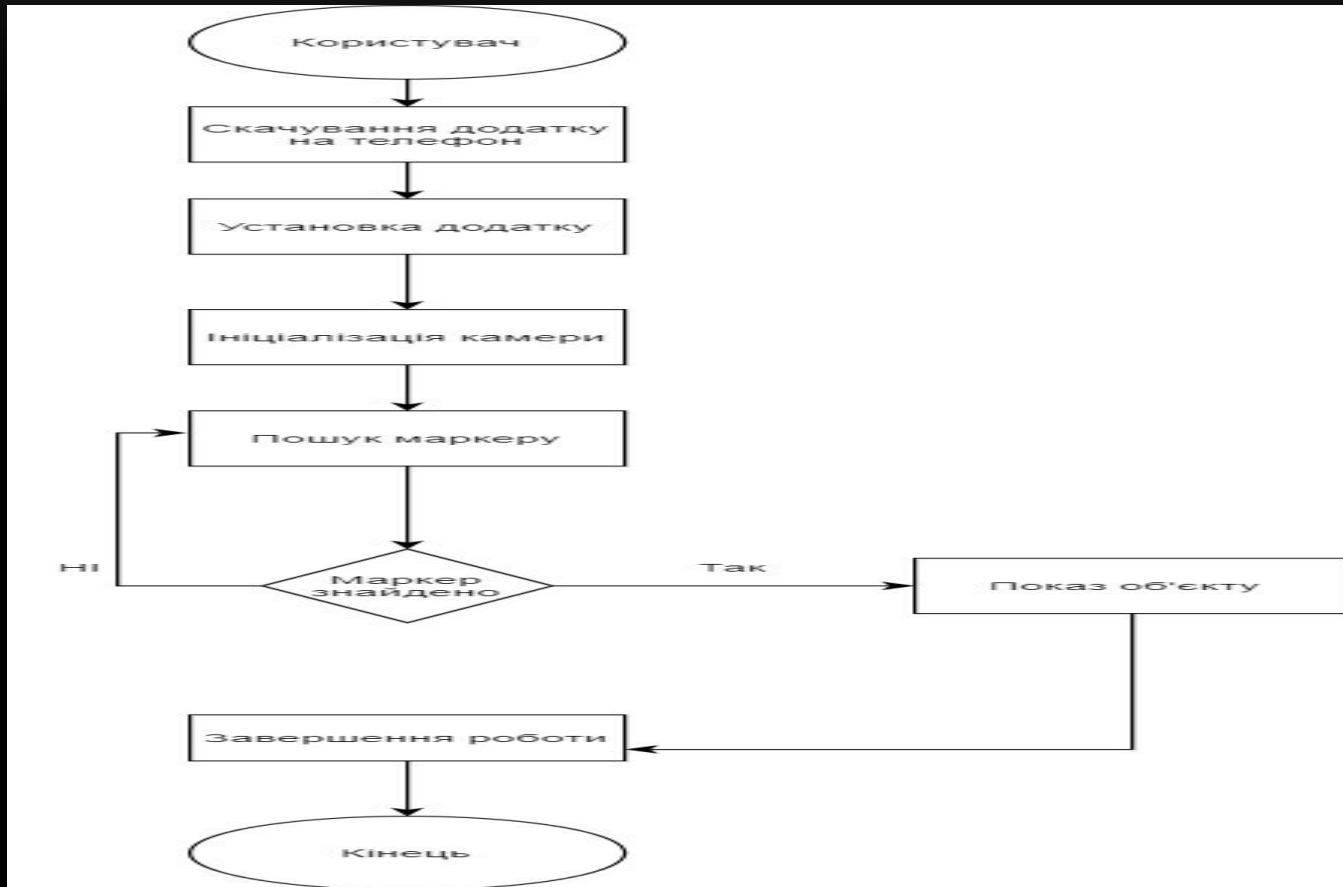 Користувач
Скачування додатку
на телефон
Установка додатку
Ініціалізація камери
Пошук маркеру
Ні
Маркер
знайдено
Так
Показ об'єкту
Завершення роботи
Кінець